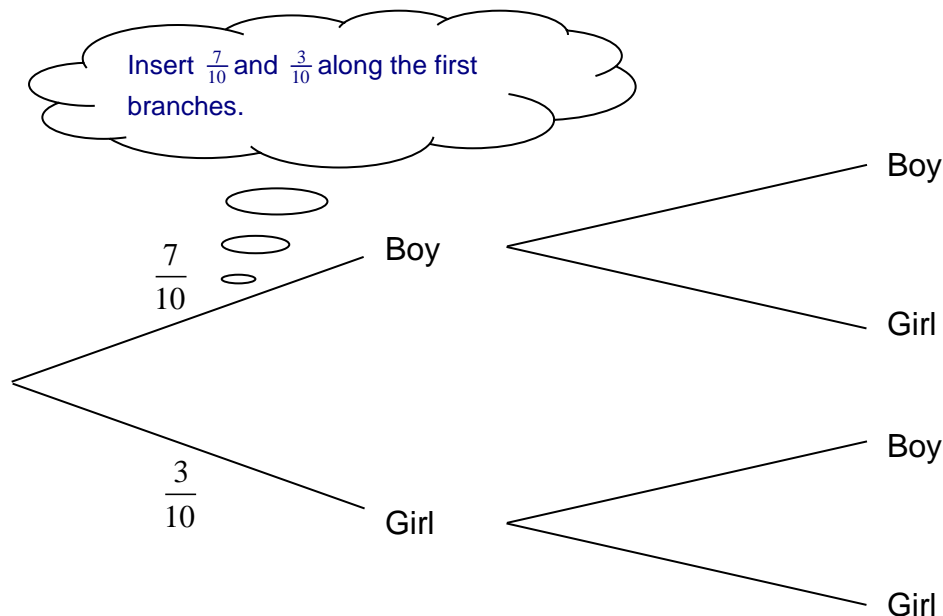 Insert 7/10 and 3/10 along the first
branches.
Boy
7/10
Boy
Girl
Boy
3/10
Girl
Girl